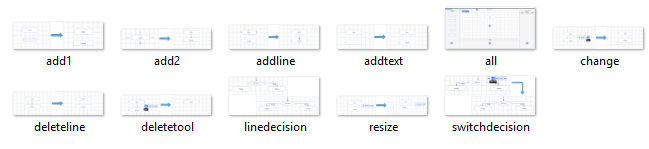 add1 add2 addline addtext all change
deleteline deletetool linedecision resize switchdecision